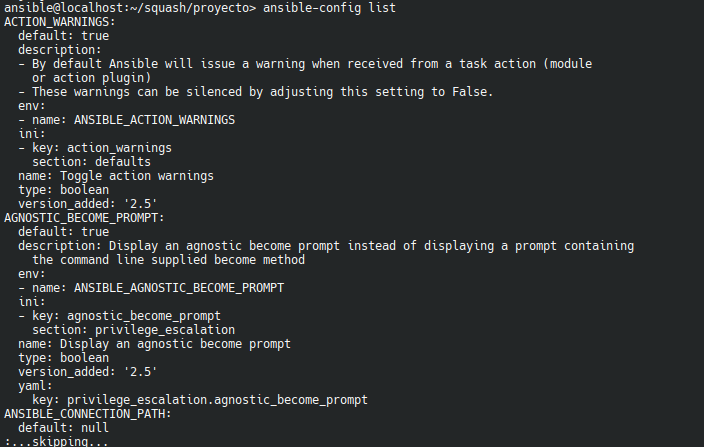 ansible@localhost:~/squash/proyecto> ansible-config list
ACTION_WARNINGS:
  default: true
  description:
  - By default Ansible will issue a warning when received from a task action (module
    or action plugin)
  - These warnings can be silenced by adjusting this setting to False.
  env:
  - name: ANSIBLE_ACTION_WARNINGS
  ini:
  - key: action_warnings
    section: defaults
  name: Toggle action warnings
  type: boolean
  version_added: '2.5'
AGNOSTIC_BECOME_PROMPT:
  default: true
  description: Display an agnostic become prompt instead of displaying a prompt containing
    the command line supplied become method
  env:
  - name: ANSIBLE_AGNOSTIC_BECOME_PROMPT
  ini:
  - key: agnostic_become_prompt
    section: privilege_escalation
  name: Display an agnostic become prompt
  type: boolean
  version_added: '2.5'
  yaml:
    key: privilege_escalation.agnostic_become_prompt
ANSIBLE_CONNECTION_PATH:
  default: null
:...skipping...